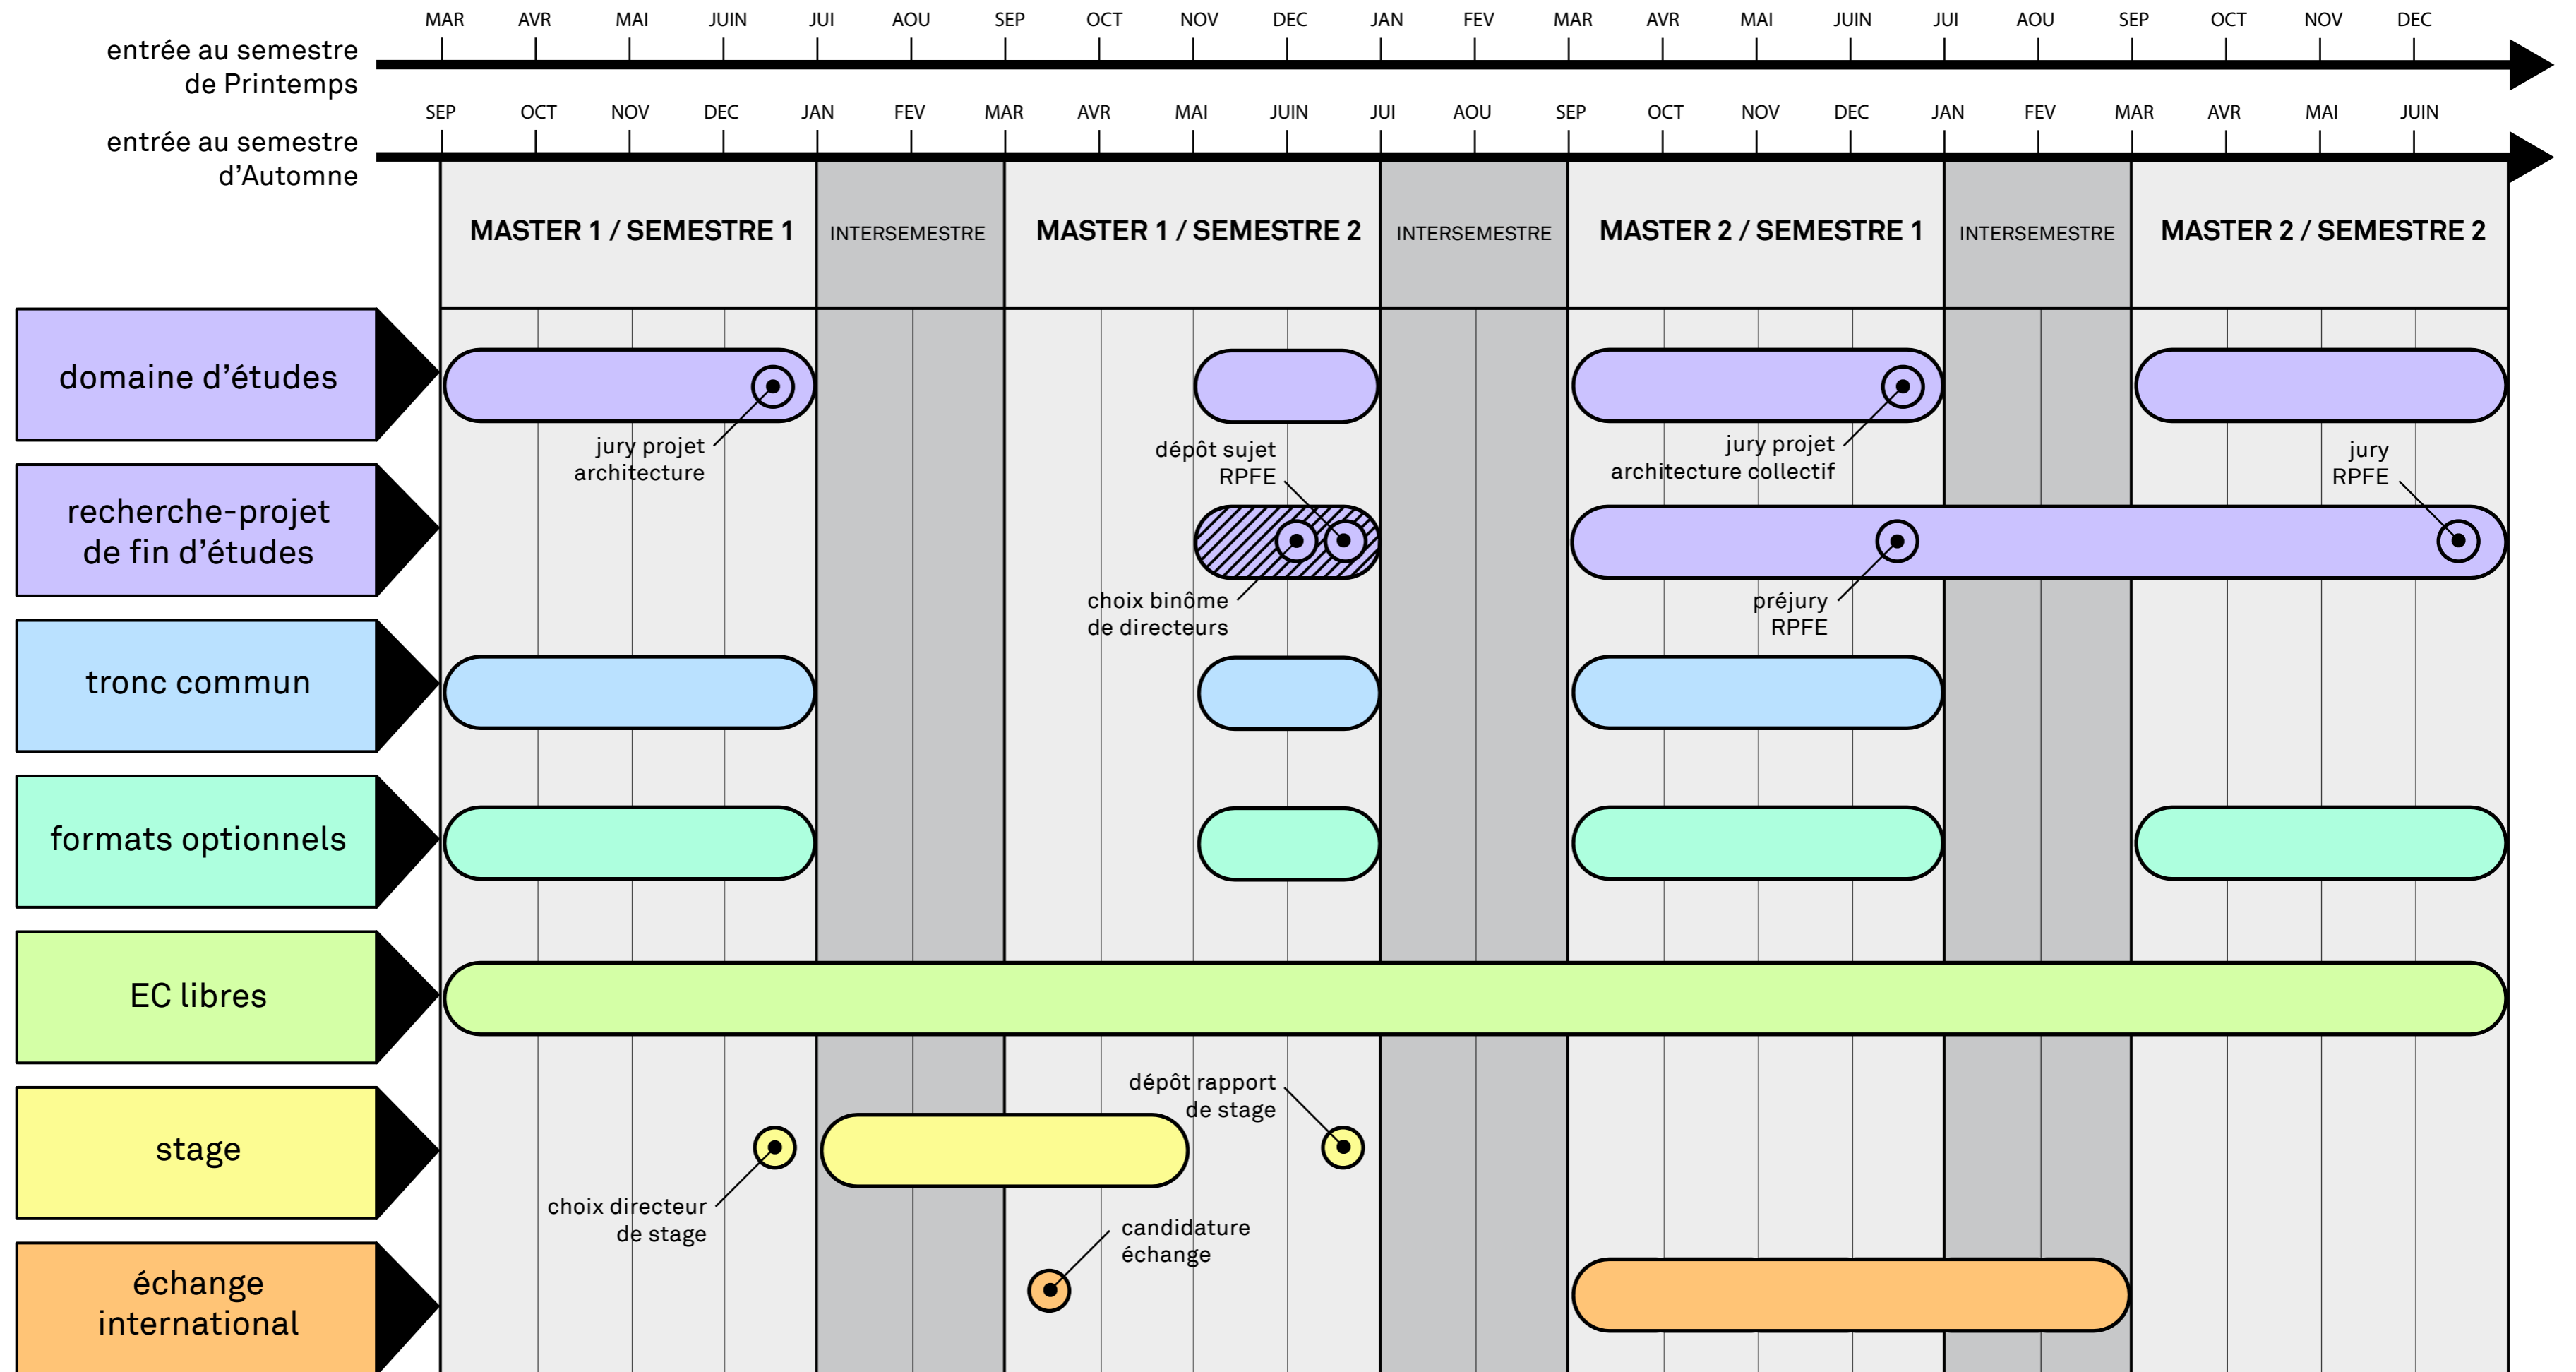 MAR AVR MAI JUIN JUI AOU SEP OCT NOV DEC JAN FEV MAR AVR MAI JUIN JUI AOU SEP OCT NOV DEC
entrée au semestre
de Printemps
SEP OCT NOV DEC JAN FEV MAR AVR MAI JUIN JUI AOU SEP OCT NOV DEC JAN FEV MAR AVR MAI JUIN
entrée au semestre
d'Automne
MASTER 1 / SEMESTRE 1 INTERSEMESTRE MASTER 1 / SEMESTRE 2 INTERSEMESTRE MASTER 2 / SEMESTRE 1 INTERSEMESTRE MASTER 2 / SEMESTRE 2
domaine d'études
jury projet
architecture
dépôt sujet
RPFE
jury projet
architecture collectif
jury
RPFE
recherche-projet
de fin d'études
choix binôme
de directeurs
préjury
RPFE
tronc commun
formats optionnels
EC libres
dépôt rapport
de stage
stage
choix directeur
de stage
candidature
échange
échange
international